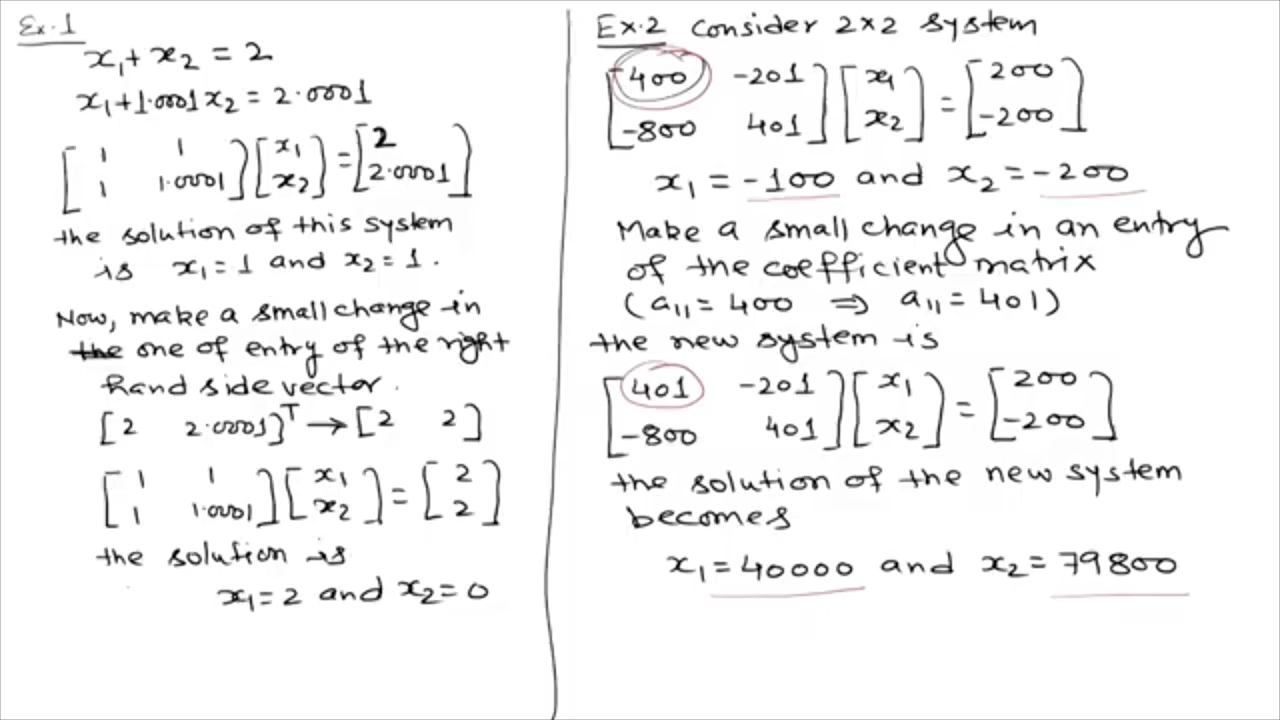 Ex.1
x₁ + x₂ = 2
x₁ + 1.0001 x₂ = 2.0001
[1 1; 1 1.0001] [x₁; x₂] = [2; 2.0001]
the solution of this system
is x₁ = 1 and x₂ = 1.
Now, make a small change in
the one of entry of the right
hand side vector.
[2 2.0001]ᵀ → [2 2]
[1 1; 1 1.0001] [x₁; x₂] = [2; 2]
the solution is
x₁ = 2 and x₂ = 0
Ex.2 Consider 2×2 system
[400 -201; -800 401] [x₁; x₂] = [200; -200]
x₁ = -100 and x₂ = -200
Make a small change in an entry
of the coefficient matrix
(a₁₁ = 400 ⇒ a₁₁ = 401)
the new system is
[401 -201; -800 401] [x₁; x₂] = [200; -200]
the solution of the new system
becomes
x₁ = 40000 and x₂ = 79800